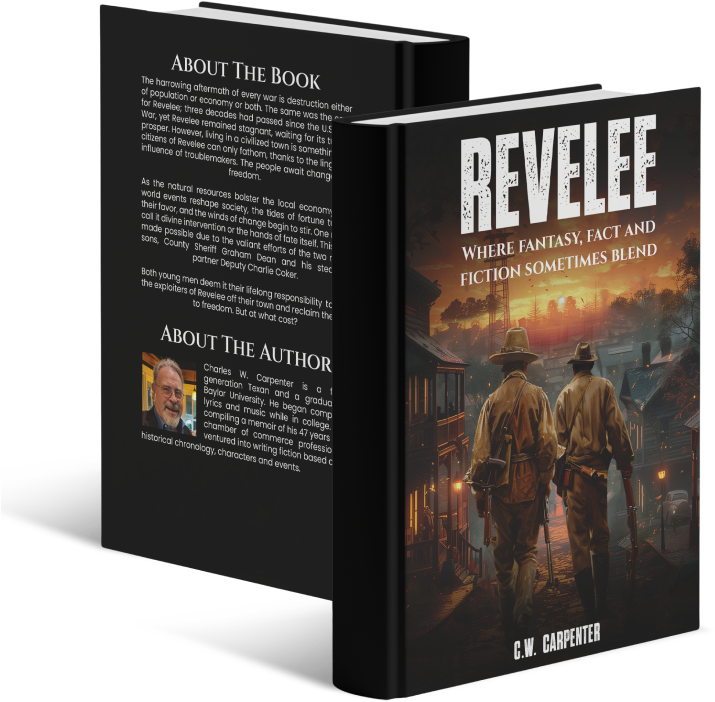 ABOUT THE BOOK
The harrowing aftermath of every war is destruction either
of population or economy or both. The same was the
for Revelee; three decades had passed since the U.S.
War, yet Revelee remained stagnant, waiting for its
prosper. However, living in a civilized town is
citizens of Revelee can only fathom, thanks to the
influence of troublemakers. The people await
freedom.
As the natural resources bolster the local economy
world events reshape society, the tides of fortune
their favor, and the winds of change begin to stir. One
call it divine intervention or the hands of fate itself. This
made possible due to the valiant efforts of the two
sons, County Sheriff Graham Dean and his
partner Deputy Charlie Coker.
Both young men deem it their lifelong responsibility to
the exploiters of Revelee off their town and reclaim
to freedom. But at what cost?
ABOUT THE AUTHOR
Charles W. Carpenter is a
generation Texan and a
Baylor University. He began
lyrics and music while in college.
compiling a memoir of his 47 years
chamber of commerce
ventured into writing fiction based
historical chronology, characters and events.
REVELEE
WHERE FANTASY, FACT AND
FICTION SOMETIMES BLEND
C.W. CARPENTER